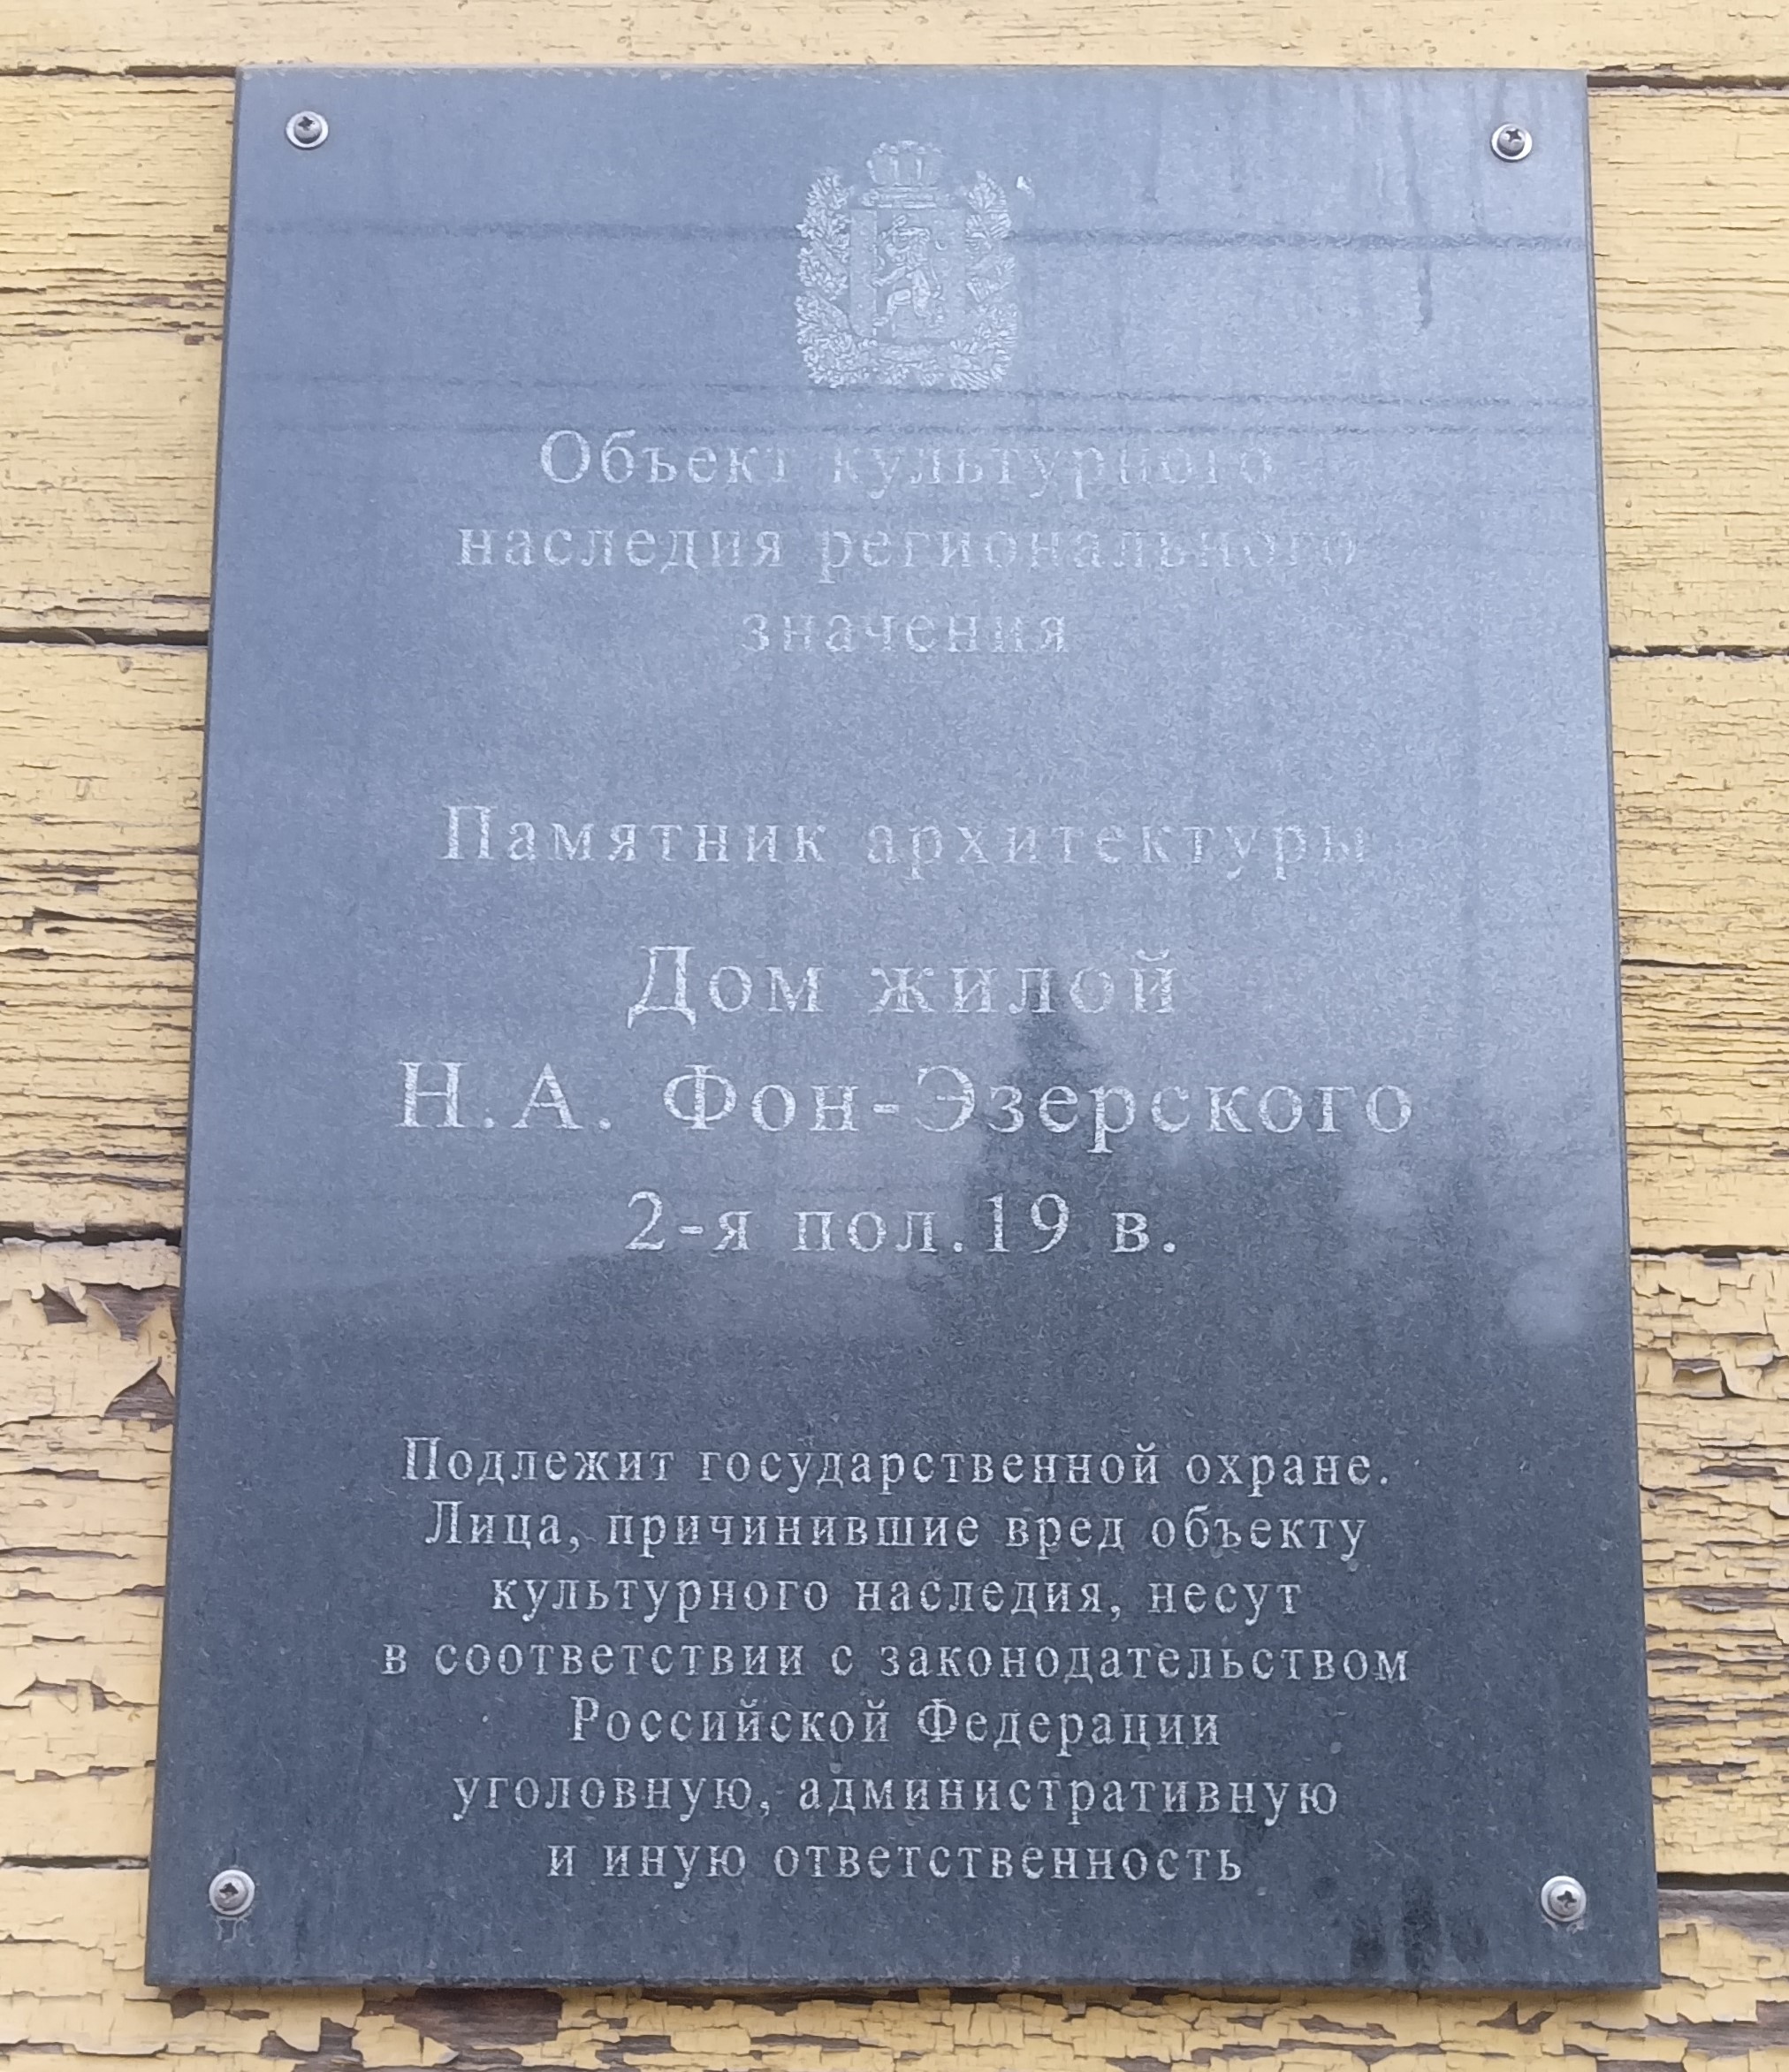 Объект культурного
наследия регионального
значения
Памятник архитектуры
Дом жилой
Н.А. Фон-Эзерского
2-я пол.19 в.
Подлежит государственной охране.
Лица, причинившие вред объекту
культурного наследия, несут
в соответствии с законодательством
Российской Федерации
уголовную, административную
и иную ответственность